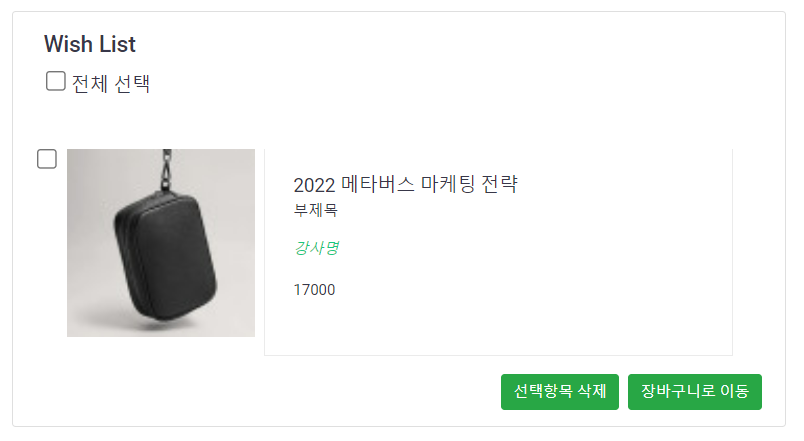 Wish List
전체 선택
2022 메타버스 마케팅 전략
부제목
강사명
17000
선택항목 삭제
장바구니로 이동